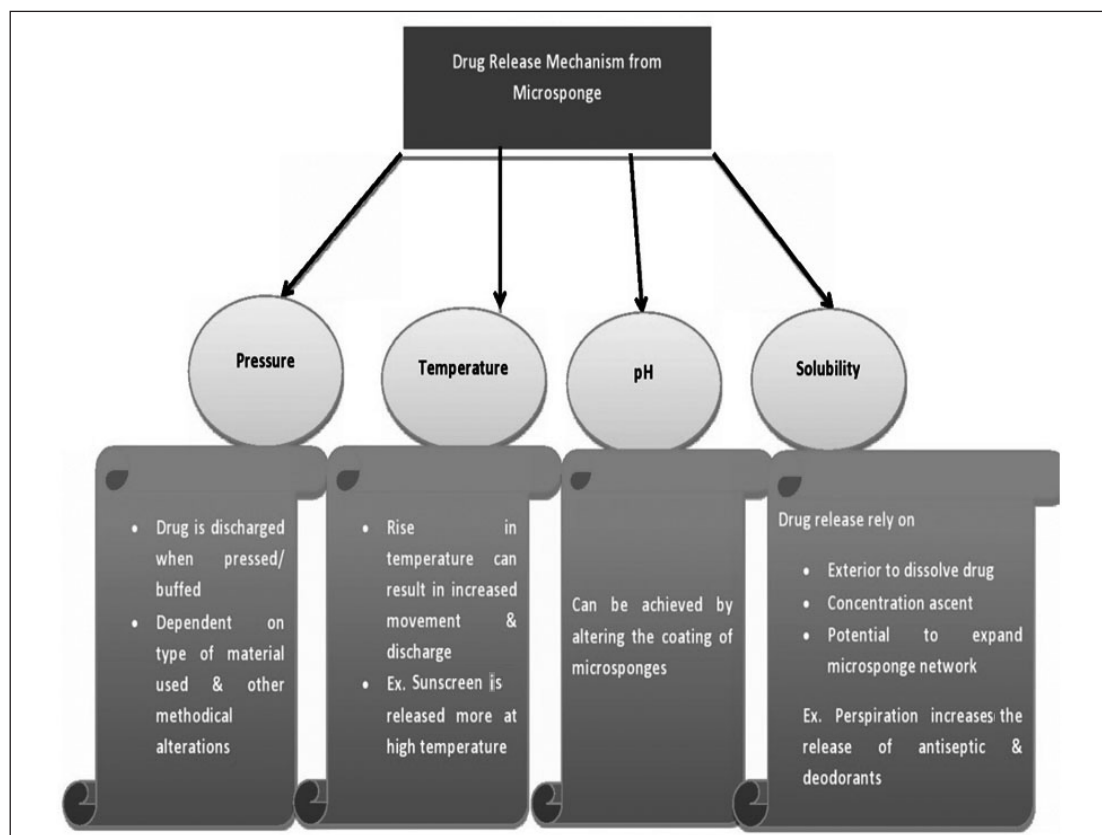 Drug Release Mechanism from
Microsponge
Pressure
Temperature
pH
Solubility
• Drug is discharged
when pressed/
buffed
• Dependent on
type of material
used & other
methodical
alterations
• Rise in
temperature can
result in increased
movement &
discharge
• Ex. Sunscreen is
released more at
high temperature
Can be achieved by
altering the coating of
microsponges
Drug release rely on
• Exterior to dissolve drug
• Concentration ascent
• Potential to expand
microsponge network
Ex. Perspiration increases the
release of antiseptic &
deodorants